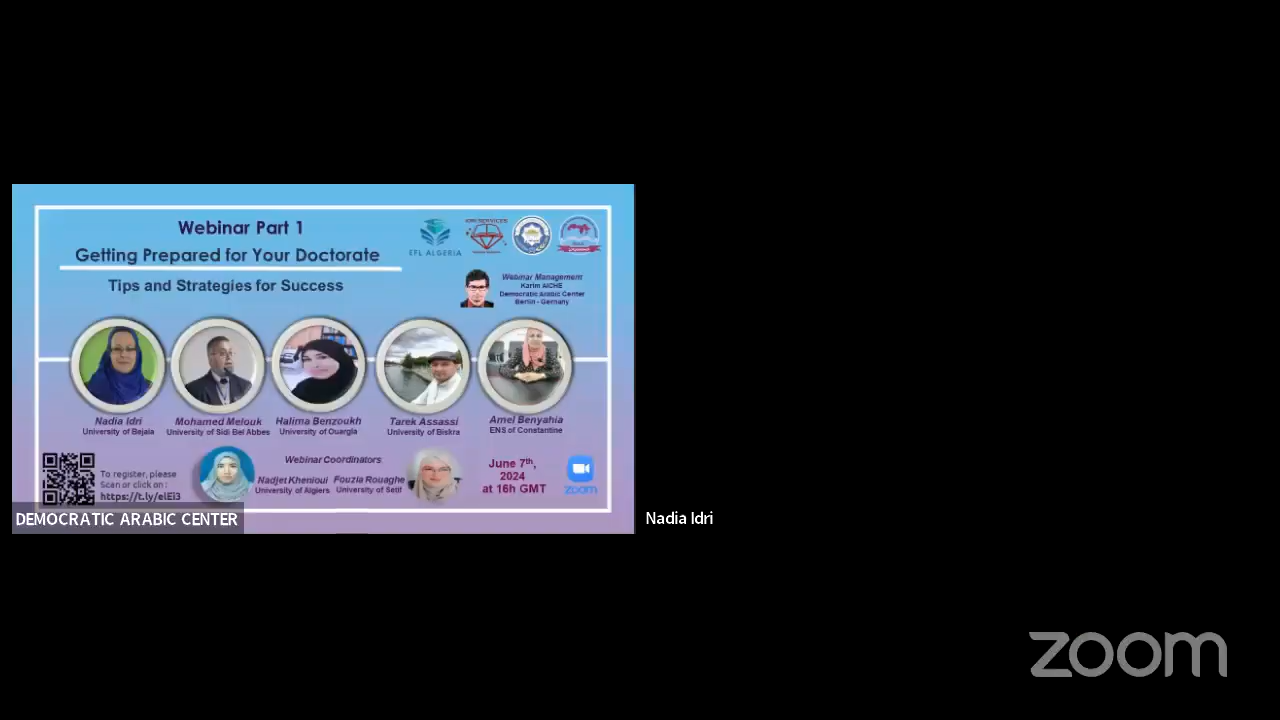 Webinar Part 1
Getting Prepared for Your Doctorate
Tips and Strategies for Success
EFL ALGERIA
IDRI SERVICES
Webinar Management
Karim AICHE
Democratic Arabic Center
Berlin - Germany
Nadia Idri
University of Bejaia
Mohamed Melouk
University of Sidi Bel Abbes
Halima Benzoukh
University of Ouargla
Tarek Assassi
University of Biskra
Amel Benyahia
ENS of Constantine
Webinar Coordinators
Nadjet Khenioui
University of Algiers
Fouzia Rouaghe
University of Setif
To register, please
Scan or click on :
https://t.ly/elEi3
June 7th,
2024
at 16h GMT
zoom
DEMOCRATIC ARABIC CENTER
Nadia Idri
zoom